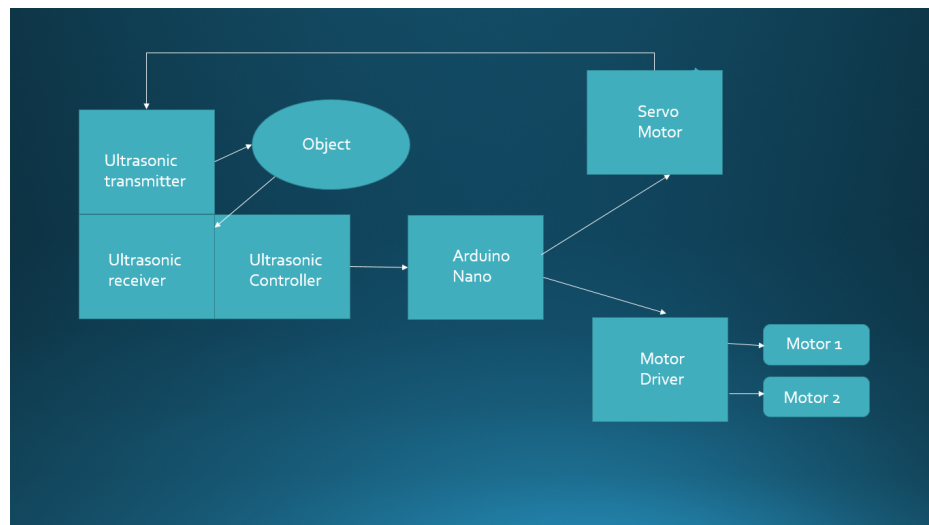 Ultrasonic
transmitter
Object
Servo
Motor
Ultrasonic
receiver
Ultrasonic
Controller
Arduino
Nano
Motor
Driver
Motor 1
Motor 2